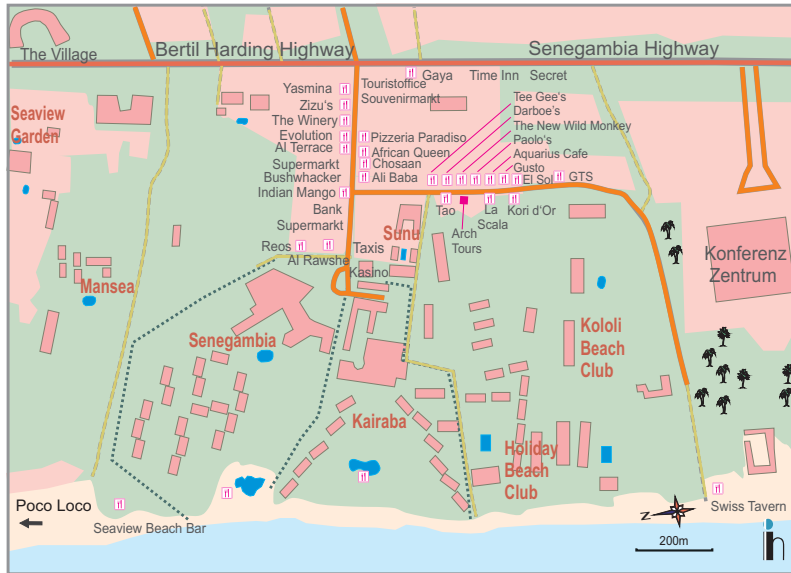 The Village
Bertil Harding Highway
Senegambia Highway
Gaya
Time Inn
Secret
Touristoffice
Souvenirmarkt
Yasmina
Zizu's
The Winery
Evolution
Al Terrace
Supermarkt
Bushwhacker
Indian Mango
Bank
Supermarkt
Pizzeria Paradiso
African Queen
Chosaan
Ali Baba
Tee Gee's
Darboe's
The New Wild Monkey
Paolo's
Aquarius Cafe
Gusto
El Sol
GTS
Seaview
Garden
Tao
La
Scala
Kori d'Or
Arch
Tours
Sunu
Reos
Al Rawshe
Taxis
Kasino
Konferenz
Zentrum
Mansea
Senegambia
Kololi
Beach
Club
Kairaba
Holiday
Beach
Club
Poco Loco
Seaview Beach Bar
Swiss Tavern
N
200m
ih